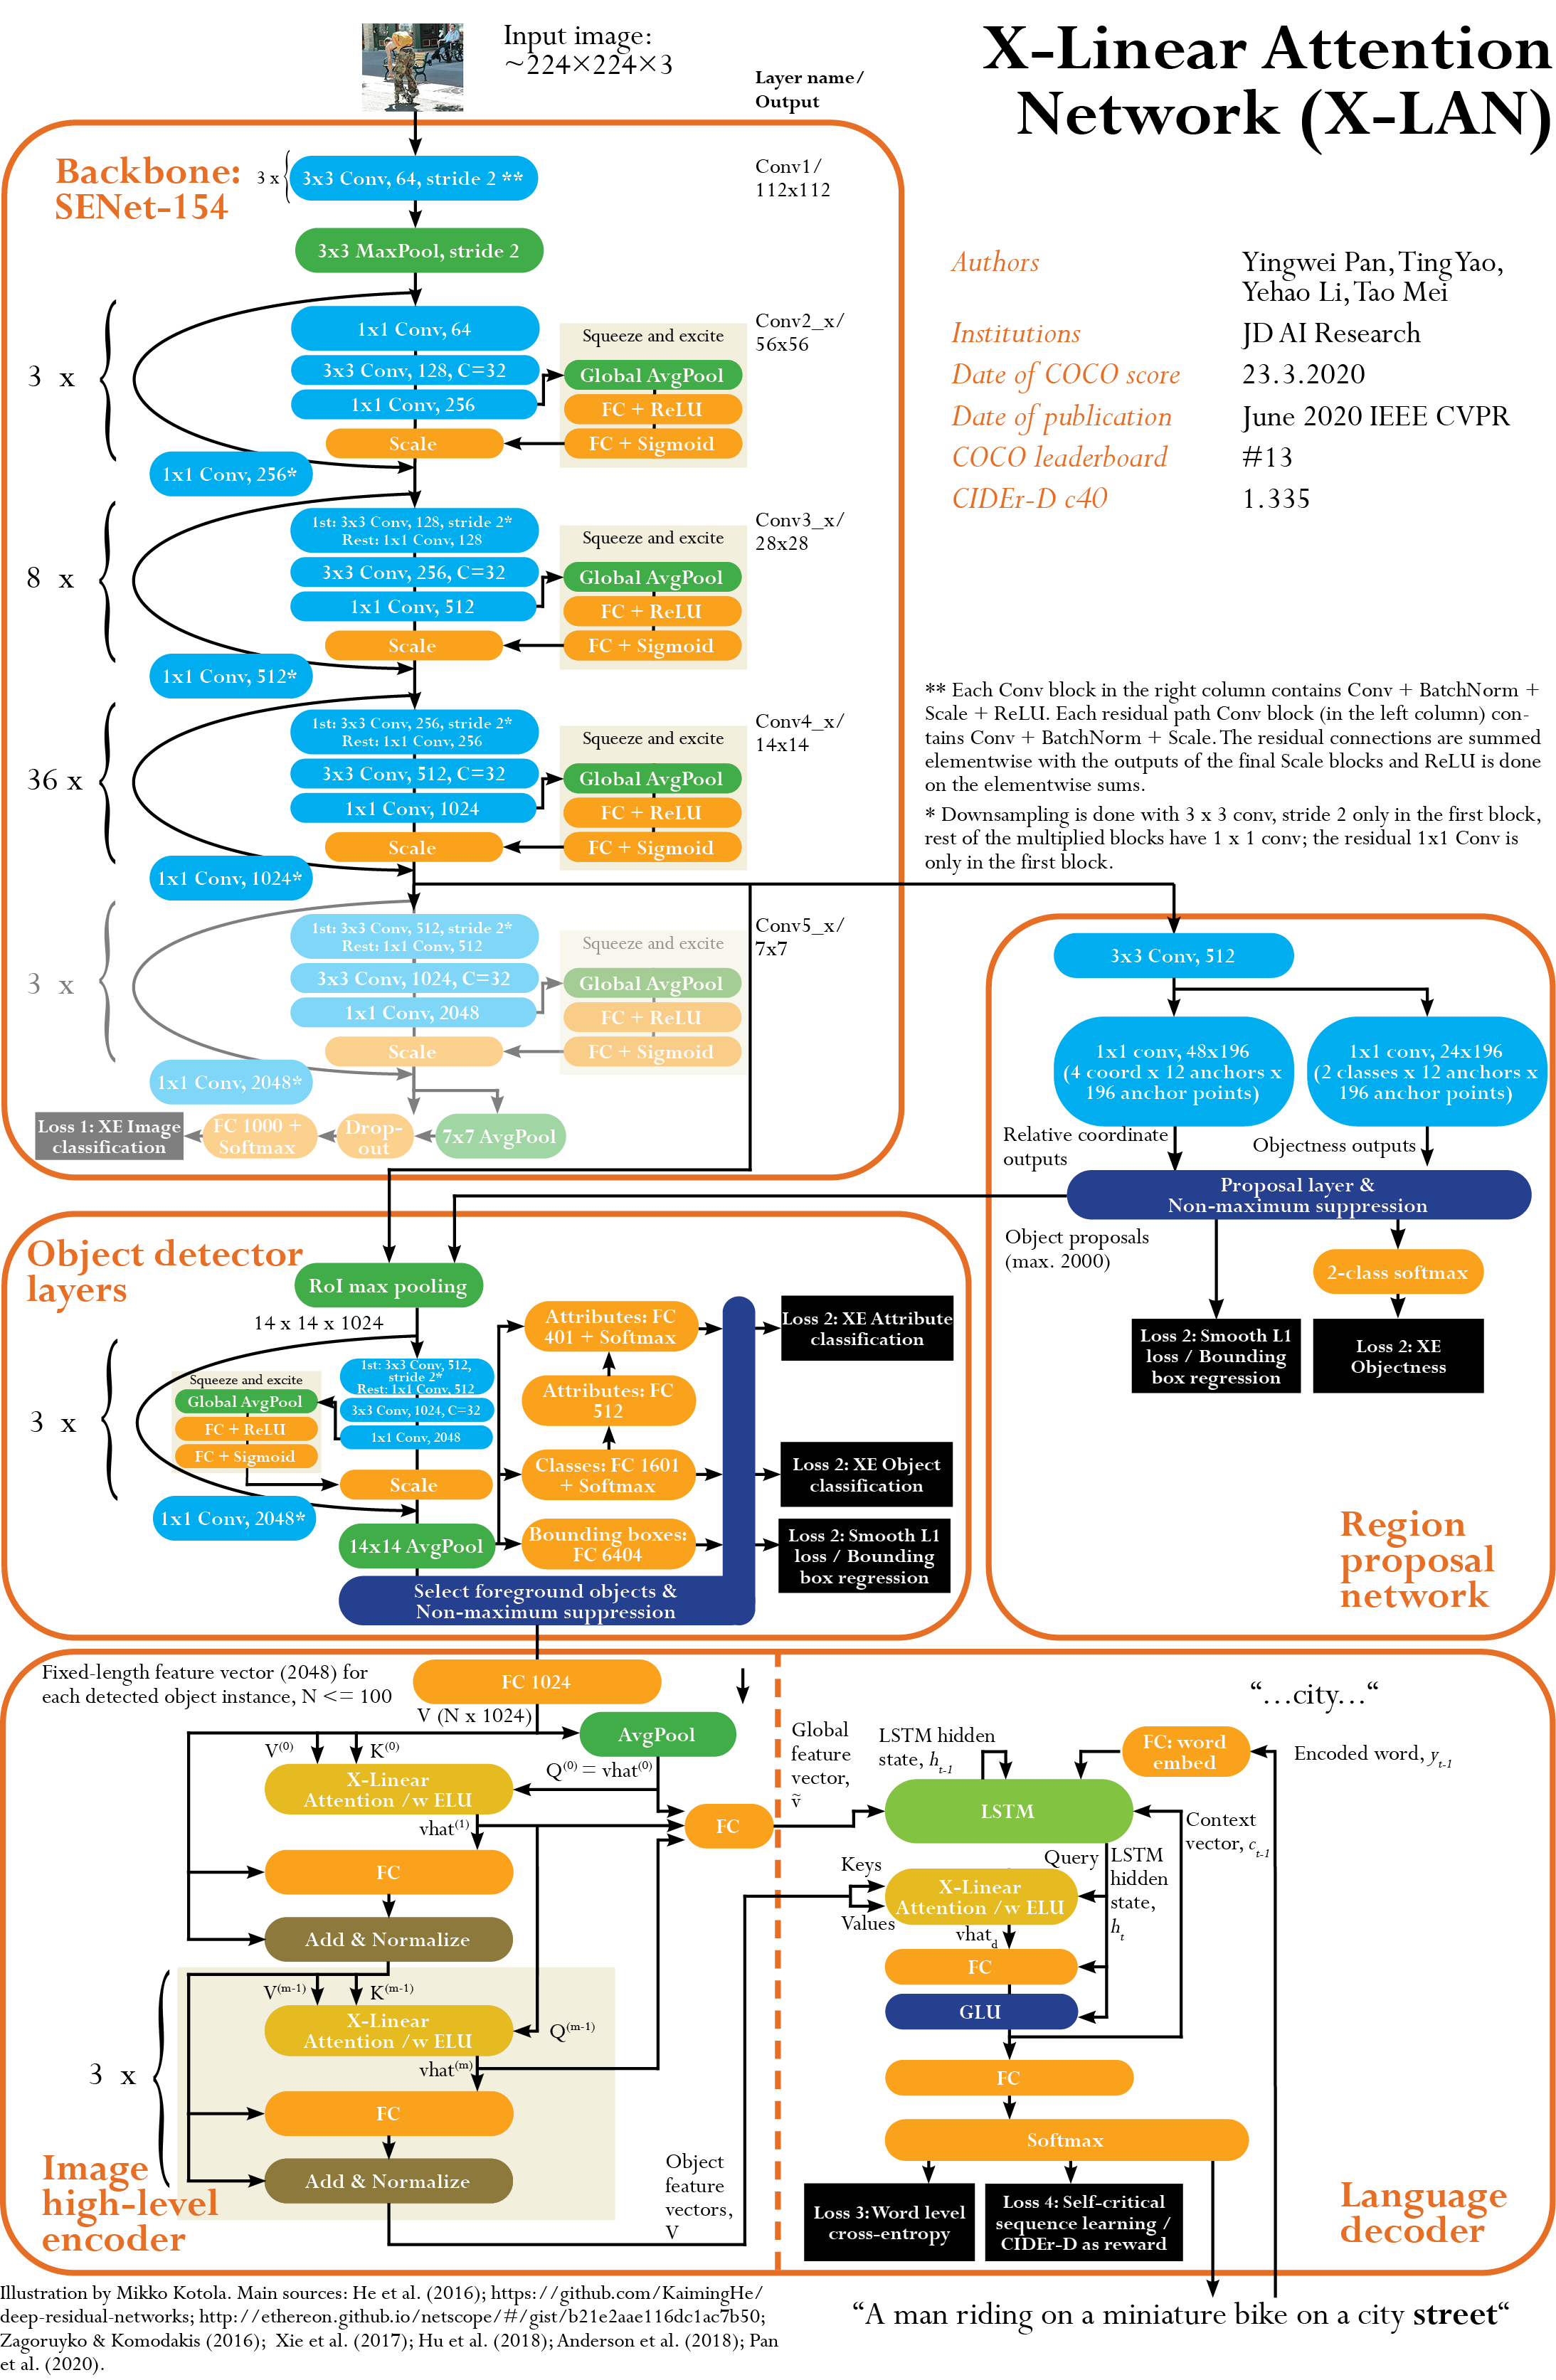 X-Linear Attention
Network (X-LAN)
Input image:
~224×224×3
Layer name/
Output
Backbone:
SENet-154
3 x
3x3 Conv, 64, stride 2 **
Conv1/
112x112
3x3 MaxPool, stride 2
Authors
Yingwei Pan, Ting Yao,
Yehao Li, Tao Mei
Institutions
JD AI Research
Date of COCO score
23.3.2020
Date of publication
June 2020 IEEE CVPR
COCO leaderboard
#13
CIDEr-D c40
1.335
3 x
1x1 Conv, 64
3x3 Conv, 128, C=32
1x1 Conv, 256
Scale
1x1 Conv, 256*
Squeeze and excite
Global AvgPool
FC + ReLU
FC + Sigmoid
Conv2_x/
56x56
8 x
1st: 3x3 Conv, 128, stride 2*
Rest: 1x1 Conv, 128
3x3 Conv, 256, C=32
1x1 Conv, 512
Scale
1x1 Conv, 512*
Squeeze and excite
Global AvgPool
FC + ReLU
FC + Sigmoid
Conv3_x/
28x28
36 x
1st: 3x3 Conv, 256, stride 2*
Rest: 1x1 Conv, 256
3x3 Conv, 512, C=32
1x1 Conv, 1024
Scale
1x1 Conv, 1024*
Squeeze and excite
Global AvgPool
FC + ReLU
FC + Sigmoid
Conv4_x/
14x14
** Each Conv block in the right column contains Conv + BatchNorm +
Scale + ReLU. Each residual path Conv block (in the left column) con-
tains Conv + BatchNorm + Scale. The residual connections are summed
elementwise with the outputs of the final Scale blocks and ReLU is done
on the elementwise sums.
* Downsampling is done with 3 x 3 conv, stride 2 only in the first block,
rest of the multiplied blocks have 1 x 1 conv; the residual 1x1 Conv is
only in the first block.
3 x
1st: 3x3 Conv, 512, stride 2*
Rest: 1x1 Conv, 512
3x3 Conv, 1024, C=32
1x1 Conv, 2048
Scale
1x1 Conv, 2048*
Squeeze and excite
Global AvgPool
FC + ReLU
FC + Sigmoid
Conv5_x/
7x7
Loss 1: XE Image
classification
FC 1000 +
Softmax
Drop-
out
7x7 AvgPool
3x3 Conv, 512
1x1 conv, 48x196
(4 coord x 12 anchors x
196 anchor points)
1x1 conv, 24x196
(2 classes x 12 anchors x
196 anchor points)
Relative coordinate
outputs
Objectness outputs
Proposal layer &
Non-maximum suppression
Object proposals
(max. 2000)
2-class softmax
Loss 2: Smooth L1
loss / Bounding
box regression
Loss 2: XE
Objectness
Region
proposal
network
Object detector
layers
RoI max pooling
14 x 14 x 1024
3 x
Squeeze and excite
Global AvgPool
FC + ReLU
FC + Sigmoid
1st: 3x3 Conv, 512,
stride 2*
Rest: 1x1 Conv, 512
3x3 Conv, 1024, C=32
1x1 Conv, 2048
Scale
1x1 Conv, 2048*
14x14 AvgPool
Attributes: FC
401 + Softmax
Attributes: FC
512
Classes: FC 1601
+ Softmax
Bounding boxes:
FC 6404
Loss 2: XE Attribute
classification
Loss 2: XE Object
classification
Loss 2: Smooth L1
loss / Bounding
box regression
Select foreground objects &
Non-maximum suppression
Fixed-length feature vector (2048) for
each detected object instance, N <= 100
FC 1024
V (N x 1024)
AvgPool
V(0)
K(0)
Q(0) = vhat(0)
X-Linear
Attention /w ELU
vhat(1)
FC
FC
Add & Normalize
3 x
V(m-1)
K(m-1)
X-Linear
Attention /w ELU
Q(m-1)
vhat(m)
FC
Add & Normalize
Image
high-level
encoder
Object
feature
vectors,
V
Global
feature
vector,
ṽ
“…city…“
LSTM hidden
state, ht-1
FC: word
embed
Encoded word, yt-1
LSTM
Context
vector, ct-1
Keys
Values
Query
LSTM
hidden
state,
ht
X-Linear
Attention /w ELU
vhatd
FC
GLU
FC
Softmax
Loss 3: Word level
cross-entropy
Loss 4: Self-critical
sequence learning /
CIDEr-D as reward
Language
decoder
“A man riding on a miniature bike on a city street“
Illustration by Mikko Kotola. Main sources: He et al. (2016); https://github.com/KaimingHe/
deep-residual-networks; http://ethereon.github.io/netscope/#/gist/b21e2aae116dc1ac7b50;
Zagoruyko & Komodakis (2016); Xie et al. (2017); Hu et al. (2018); Anderson et al. (2018); Pan
et al. (2020).